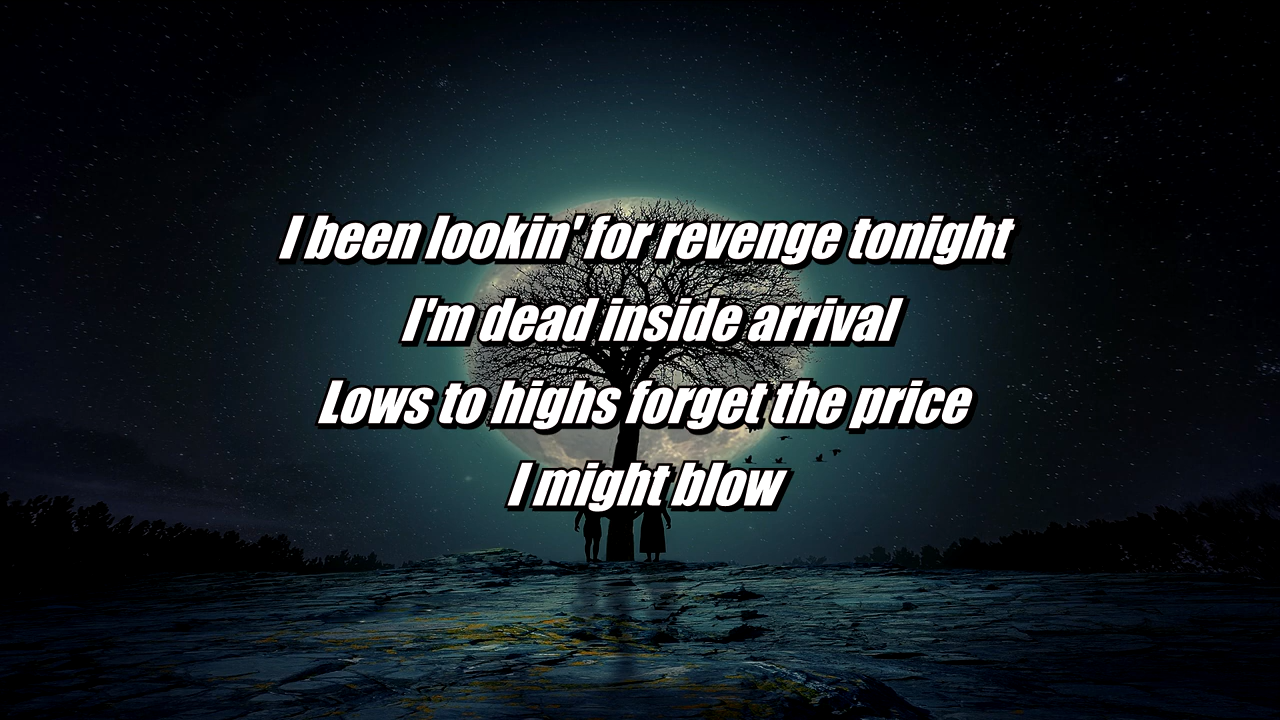 I been lookin' for revenge tonight
I'm dead inside arrival
Lows to highs forget the price
I might blow